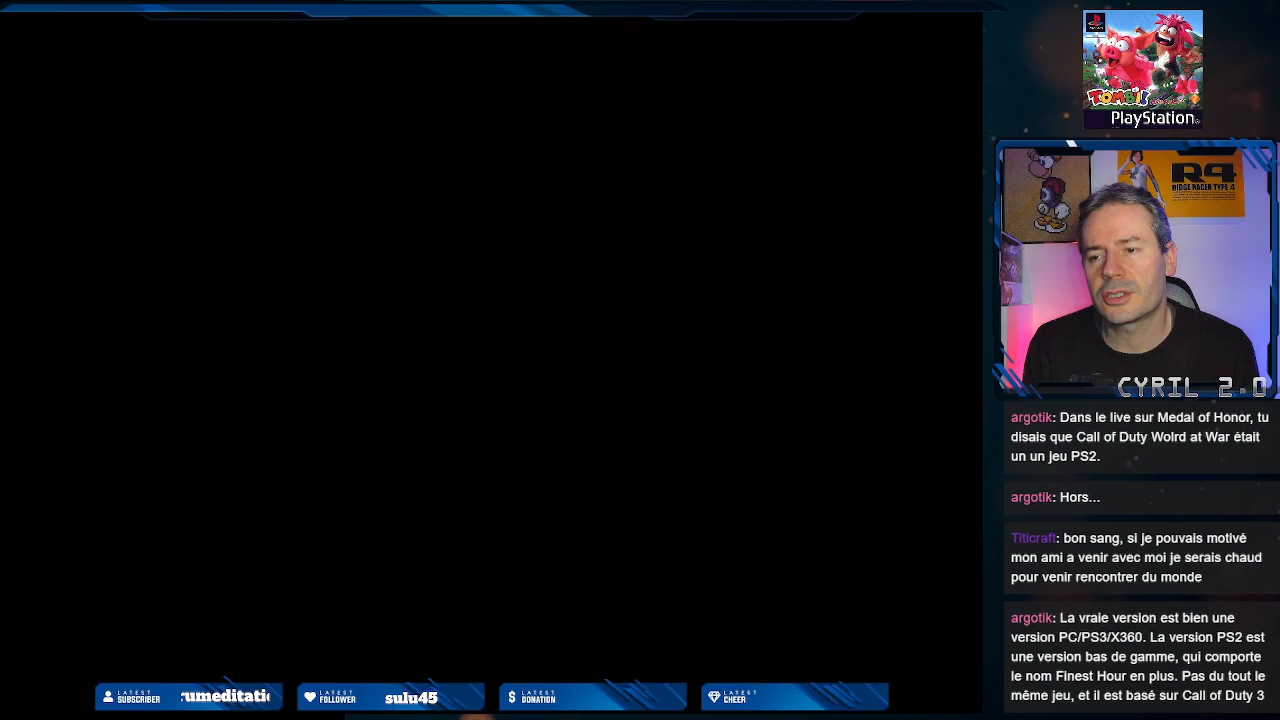 TOMBI!
PlayStation
R4
RIDGE RACER TYPE 4
CYRIL 2.0
argotik: Dans le live sur Medal of Honor, tu
disais que Call of Duty Wolrd at War était
un un jeu PS2.
argotik: Hors...
Titicraft: bon sang, si je pouvais motivé
mon ami a venir avec moi je serais chaud
pour venir rencontrer du monde
argotik: La vraie version est bien une
version PC/PS3/X360. La version PS2 est
une version bas de gamme, qui comporte
le nom Finest Hour en plus. Pas du tout le
même jeu, et il est basé sur Call of Duty 3
LATEST
SUBSCRIBER
rumeditatio
LATEST
FOLLOWER
sulu45
LATEST
DONATION
LATEST
CHEER